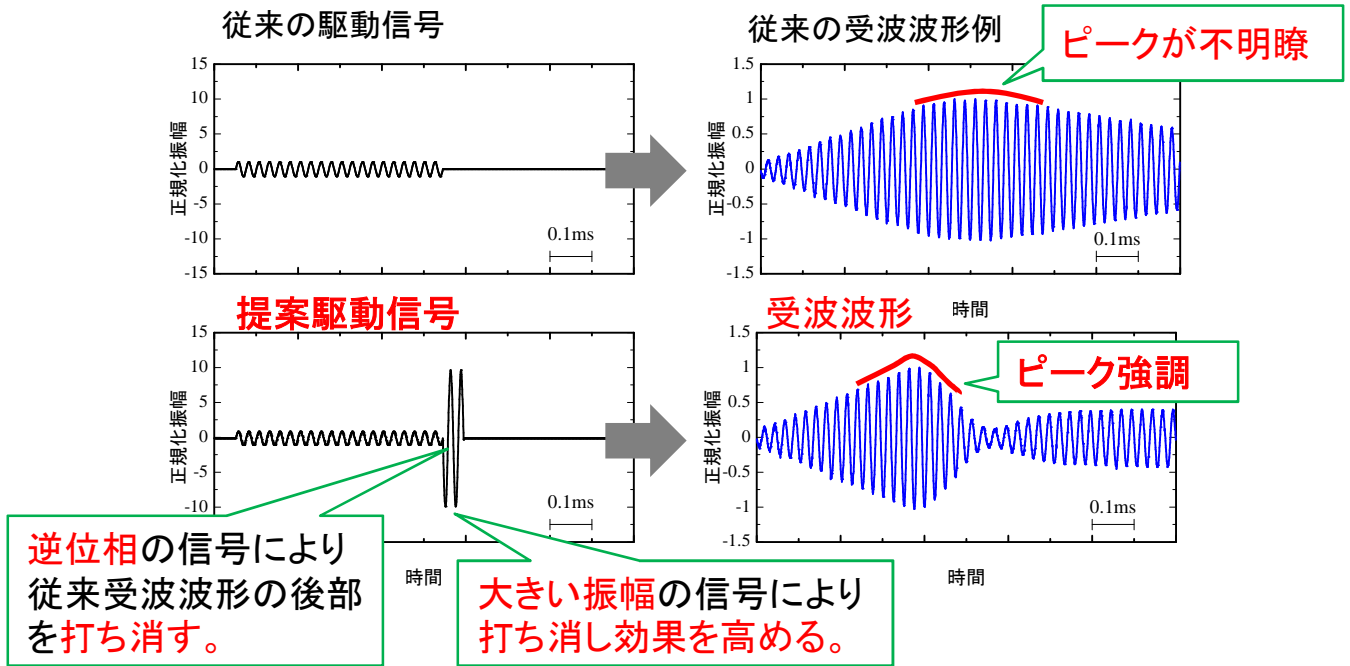 従来の駆動信号
15
10
5
0
-5
-10
-15
正規化振幅
0.1ms
従来の受波波形例
ピークが不明瞭
1.5
1
0.5
0
-0.5
-1
-1.5
正規化振幅
0.1ms
時間
提案駆動信号
15
10
5
0
-5
-10
正規化振幅
0.1ms
時間
受波波形
ピーク強調
1.5
1
0.5
0
-0.5
-1
-1.5
正規化振幅
0.1ms
時間
逆位相の信号により
従来受波波形の後部
を打ち消す。
大きい振幅の信号により
打ち消し効果を高める。